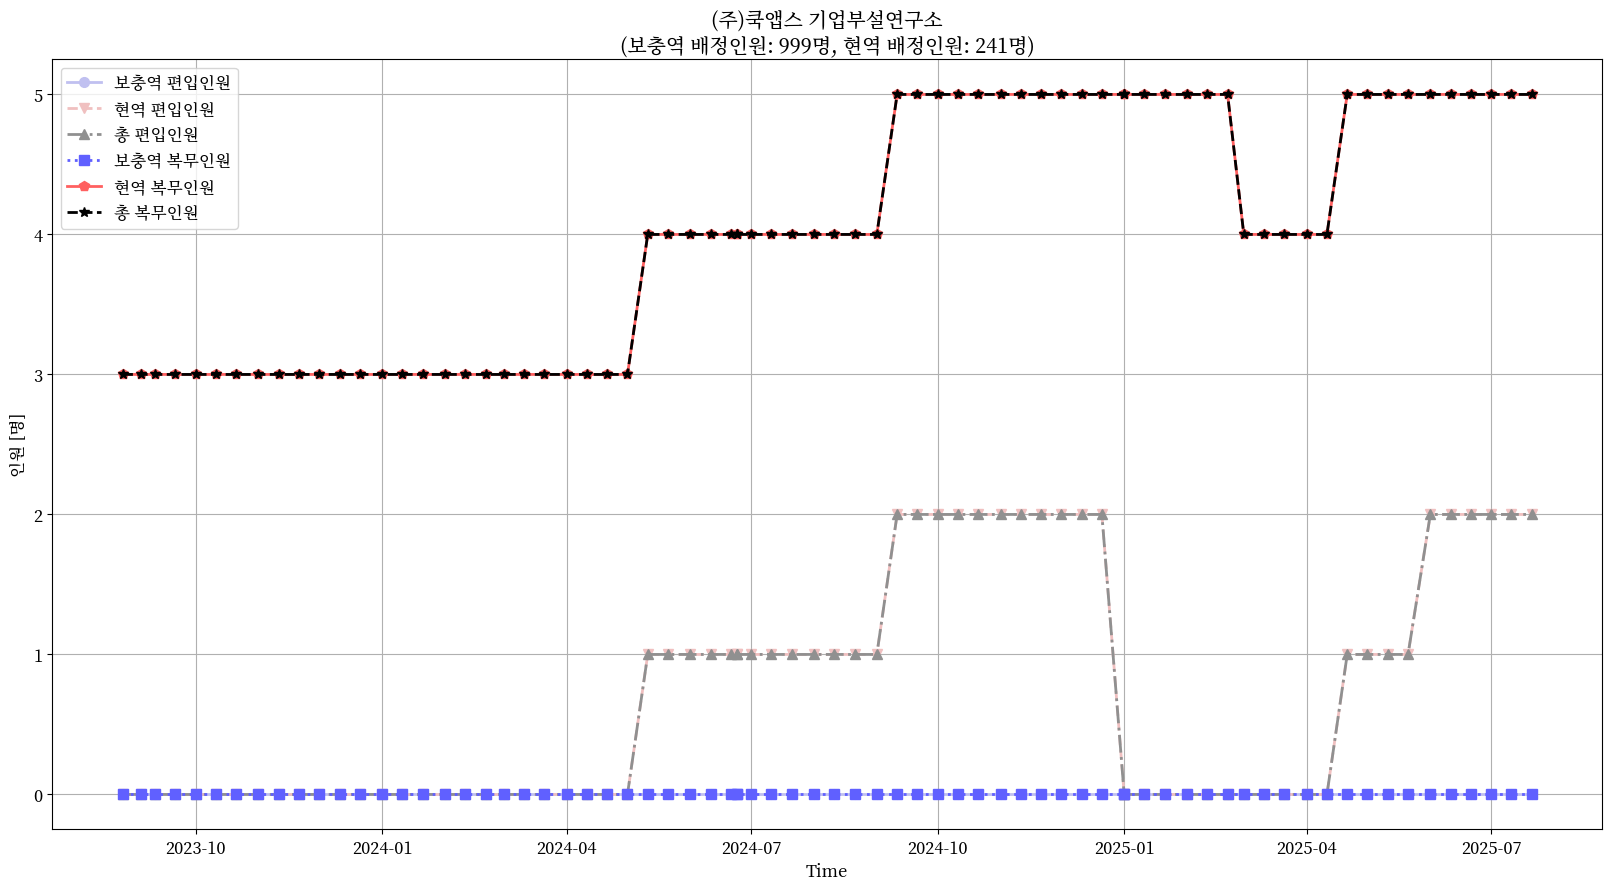 (주)쿡앱스 기업부설연구소
(보충역 배정인원: 999명, 현역 배정인원: 241명)
보충역 편입인원
현역 편입인원
총 편입인원
보충역 복무인원
현역 복무인원
총 복무인원
5
4
3
2
1
0
인원 [명]
2023-10
2024-01
2024-04
2024-07
2024-10
2025-01
2025-04
2025-07
Time